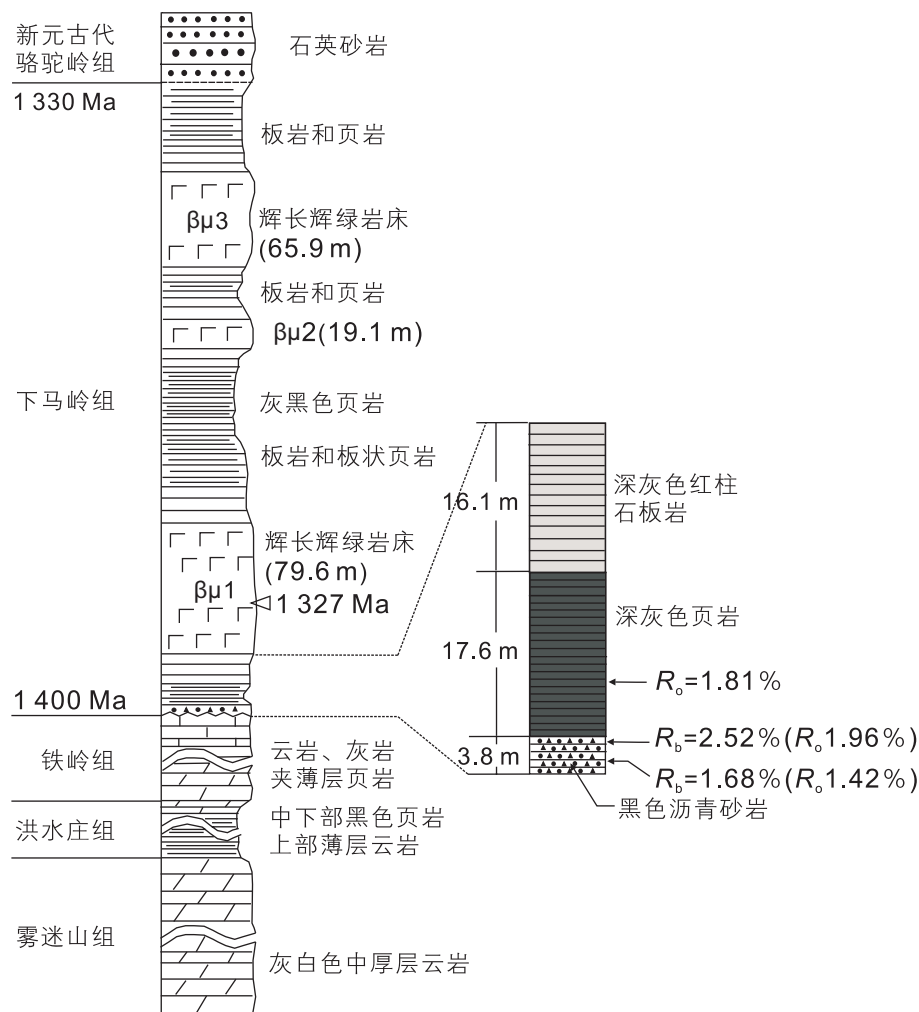 新元古代
骆驼岭组
石英砂岩
1 330 Ma
板岩和页岩
βμ3
辉长辉绿岩床
(65.9 m)
板岩和页岩
βμ2(19.1 m)
下马岭组
灰黑色页岩
板岩和板状页岩
辉长辉绿岩床
(79.6 m)
βμ1
1 327 Ma
1 400 Ma
铁岭组
云岩、灰岩
夹薄层页岩
洪水庄组
中下部黑色页岩
上部薄层云岩
雾迷山组
灰白色中厚层云岩
16.1 m
深灰色红柱
石板岩
深灰色页岩
17.6 m
Ro=1.81%
Rb=2.52%(Ro1.96%)
3.8 m
Rb=1.68%(Ro1.42%)
黑色沥青砂岩